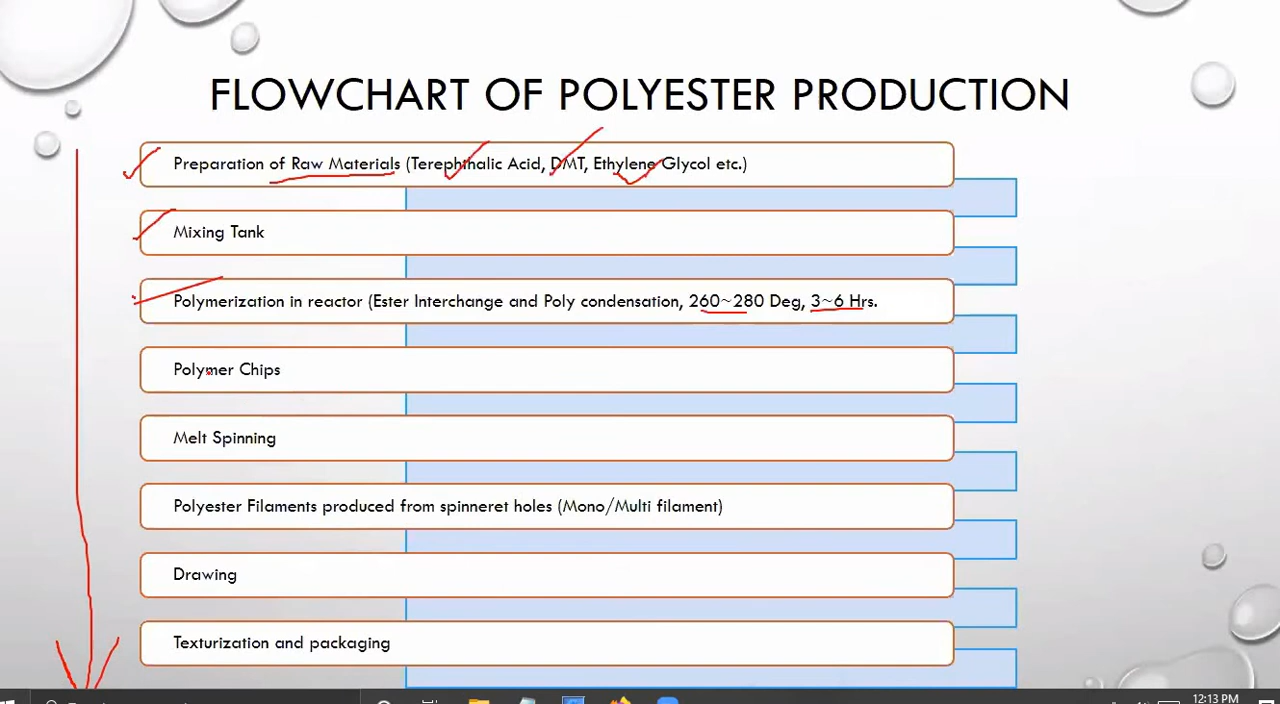 FLOWCHART OF POLYESTER PRODUCTION
Preparation of Raw Materials (Terephthalic Acid, DMT, Ethylene Glycol etc.)
Mixing Tank
Polymerization in reactor (Ester Interchange and Poly condensation, 260~280 Deg, 3~6 Hrs.
Polymer Chips
Melt Spinning
Polyester Filaments produced from spinneret holes (Mono/Multi filament)
Drawing
Texturization and packaging
12:13 PM